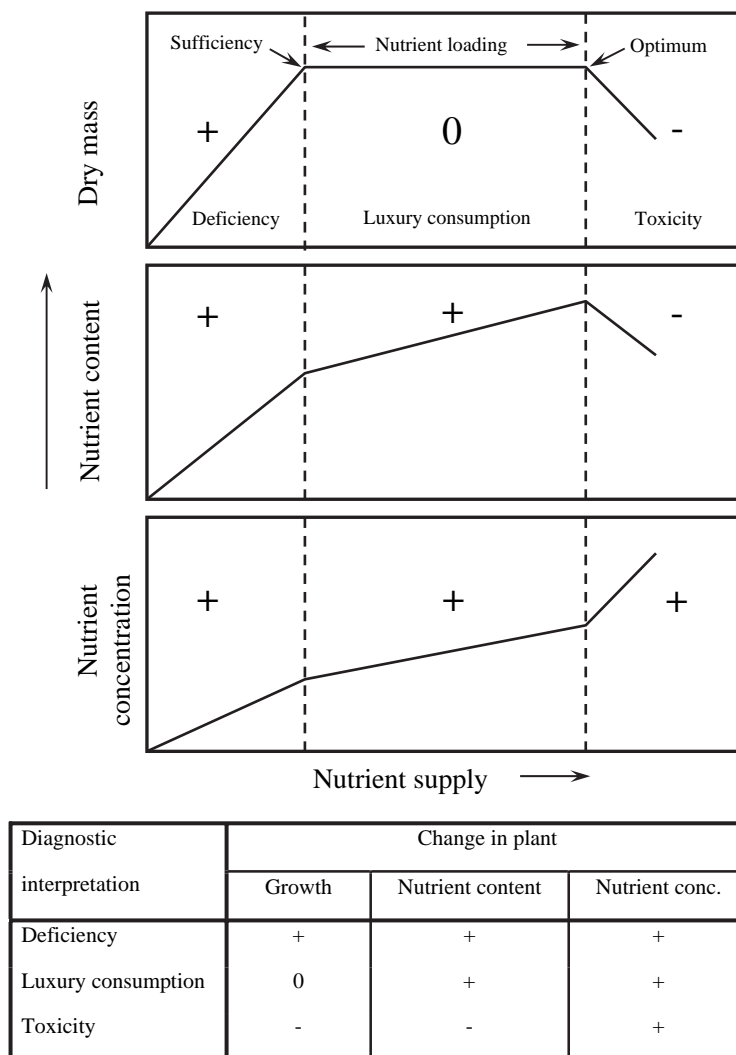 Sufficiency Nutrient loading Optimum
Dry mass
+ 0 -
Deficiency Luxury consumption Toxicity
Nutrient content
+ + -
Nutrient
concentration
+ + +
Nutrient supply
Diagnostic
interpretation
Change in plant
Growth Nutrient content Nutrient conc.
Deficiency + + +
Luxury consumption 0 + +
Toxicity - - +